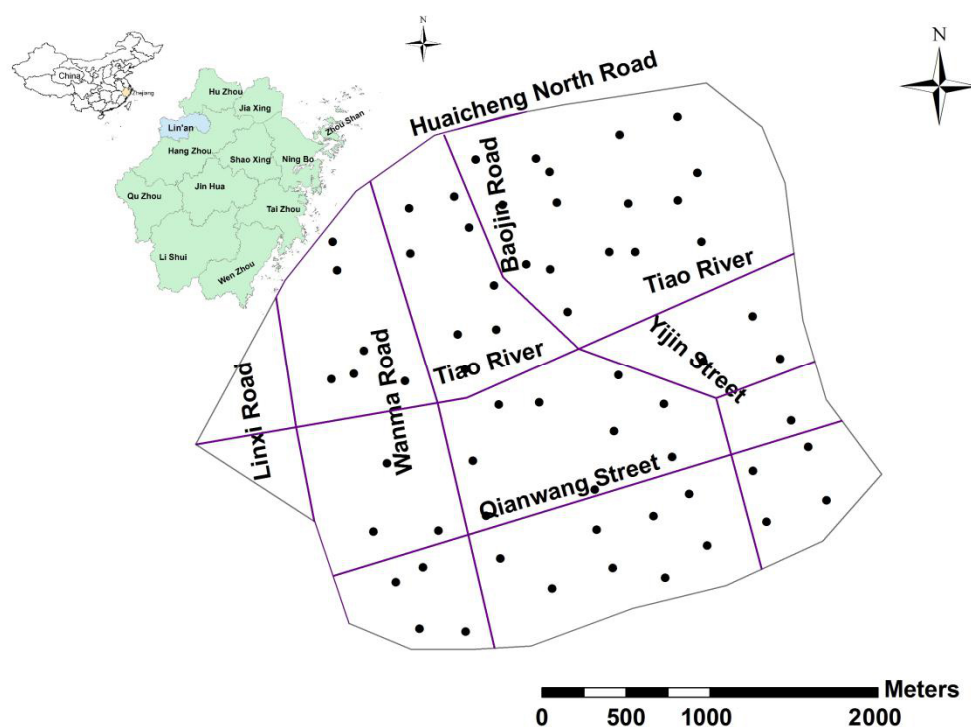 N
N
China
Zhejiang
Hu Zhou
Jia Xing
Zhou Shan
Lin'an
Hang Zhou
Shao Xing
Ning Bo
Jin Hua
Qu Zhou
Tai Zhou
Li Shui
Wen Zhou
Huaicheng North Road
Baojin Road
Tiao River
Yijin Street
Tiao River
Wanma Road
Linxi Road
Qianwang Street
Meters
0 500 1000 2000